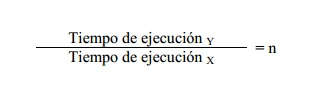 Tiempo de ejecución Y
Tiempo de ejecución X
= n